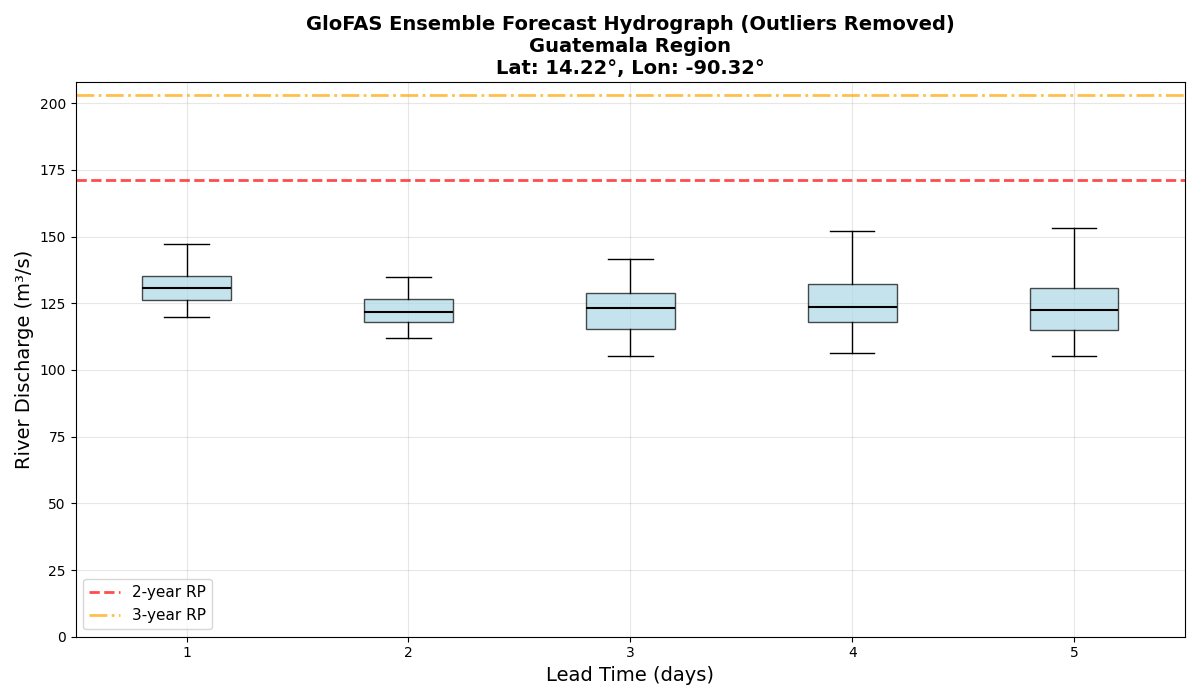 GloFAS Ensemble Forecast Hydrograph (Outliers Removed)
Guatemala Region
Lat: 14.22°, Lon: -90.32°
River Discharge (m³/s)
200
175
150
125
100
75
50
25
0
2-year RP
3-year RP
1 2 3 4 5
Lead Time (days)